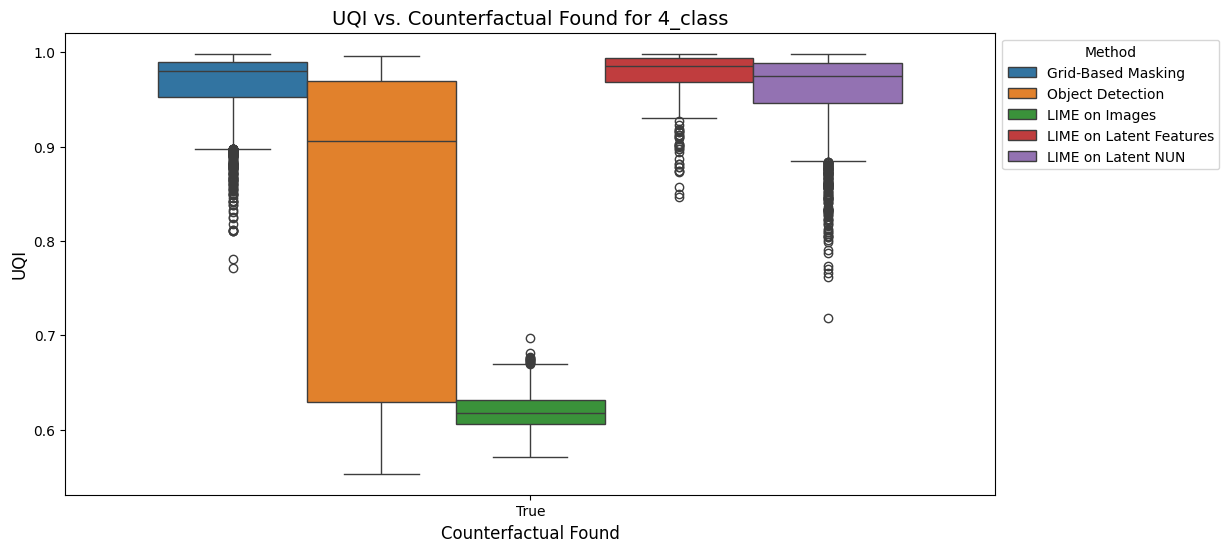 UQI vs. Counterfactual Found for 4_class
UQI
1.0
0.9
0.8
0.7
0.6
True
Counterfactual Found
Method
Grid-Based Masking
Object Detection
LIME on Images
LIME on Latent Features
LIME on Latent NUN